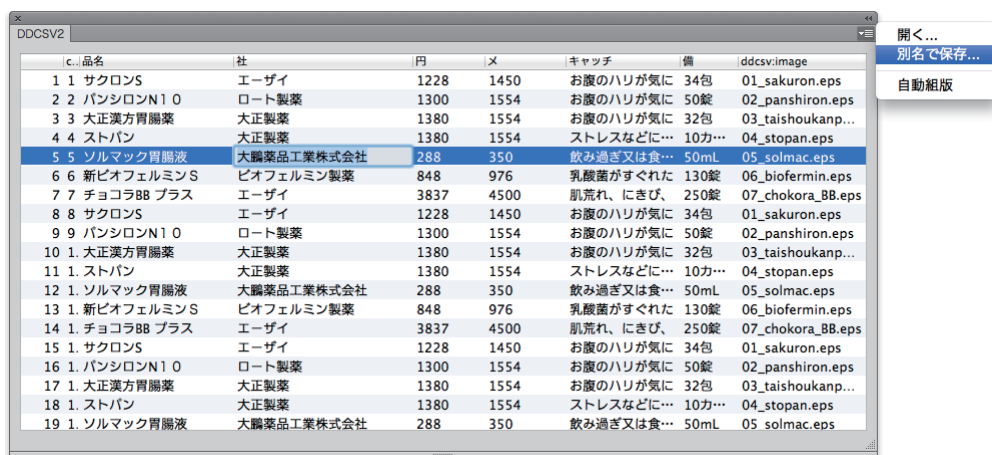 DDCSV2
開く...
別名で保存...
自動組版
c.. 品名 社 円 メ キャッチ 備 ddcsv:image
1 1 サクロンS エーザイ 1228 1450 お腹のハリが気に 34包 01_sakuron.eps
2 2 パンシロンN10 ロート製薬 1300 1554 お腹のハリが気に 50錠 02_panshiron.eps
3 3 大正漢方胃腸薬 大正製薬 1380 1554 お腹のハリが気に 32包 03_taishoukanp...
4 4 ストパン 大正製薬 1380 1554 ストレスなどに… 10カ… 04_stopan.eps
5 5 ソルマック胃腸液 大鵬薬品工業株式会社 288 350 飲み過ぎ又は食… 50mL 05_solmac.eps
6 6 新ビオフェルミンS ビオフェルミン製薬 848 976 乳酸菌がすぐれた 130錠 06_biofermin.eps
7 7 チョコラBB プラス エーザイ 3837 4500 肌荒れ、にきび、 250錠 07_chokora_BB.eps
8 8 サクロンS エーザイ 1228 1450 お腹のハリが気に 34包 01_sakuron.eps
9 9 パンシロンN10 ロート製薬 1300 1554 お腹のハリが気に 50錠 02_panshiron.eps
10 1. 大正漢方胃腸薬 大正製薬 1380 1554 お腹のハリが気に 32包 03_taishoukanp...
11 1. ストパン 大正製薬 1380 1554 ストレスなどに… 10カ… 04_stopan.eps
12 1. ソルマック胃腸液 大鵬薬品工業株式会社 288 350 飲み過ぎ又は食… 50mL 05_solmac.eps
13 1. 新ビオフェルミンS ビオフェルミン製薬 848 976 乳酸菌がすぐれた 130錠 06_biofermin.eps
14 1. チョコラBB プラス エーザイ 3837 4500 肌荒れ、にきび、 250錠 07_chokora_BB.eps
15 1. サクロンS エーザイ 1228 1450 お腹のハリが気に 34包 01_sakuron.eps
16 1. パンシロンN10 ロート製薬 1300 1554 お腹のハリが気に 50錠 02_panshiron.eps
17 1. 大正漢方胃腸薬 大正製薬 1380 1554 お腹のハリが気に 32包 03_taishoukanp...
18 1. ストパン 大正製薬 1380 1554 ストレスなどに… 10カ… 04_stopan.eps
19 1. ソルマック胃腸液 大鵬薬品工業株式会社 288 350 飲み過ぎ又は食… 50mL 05_solmac.eps